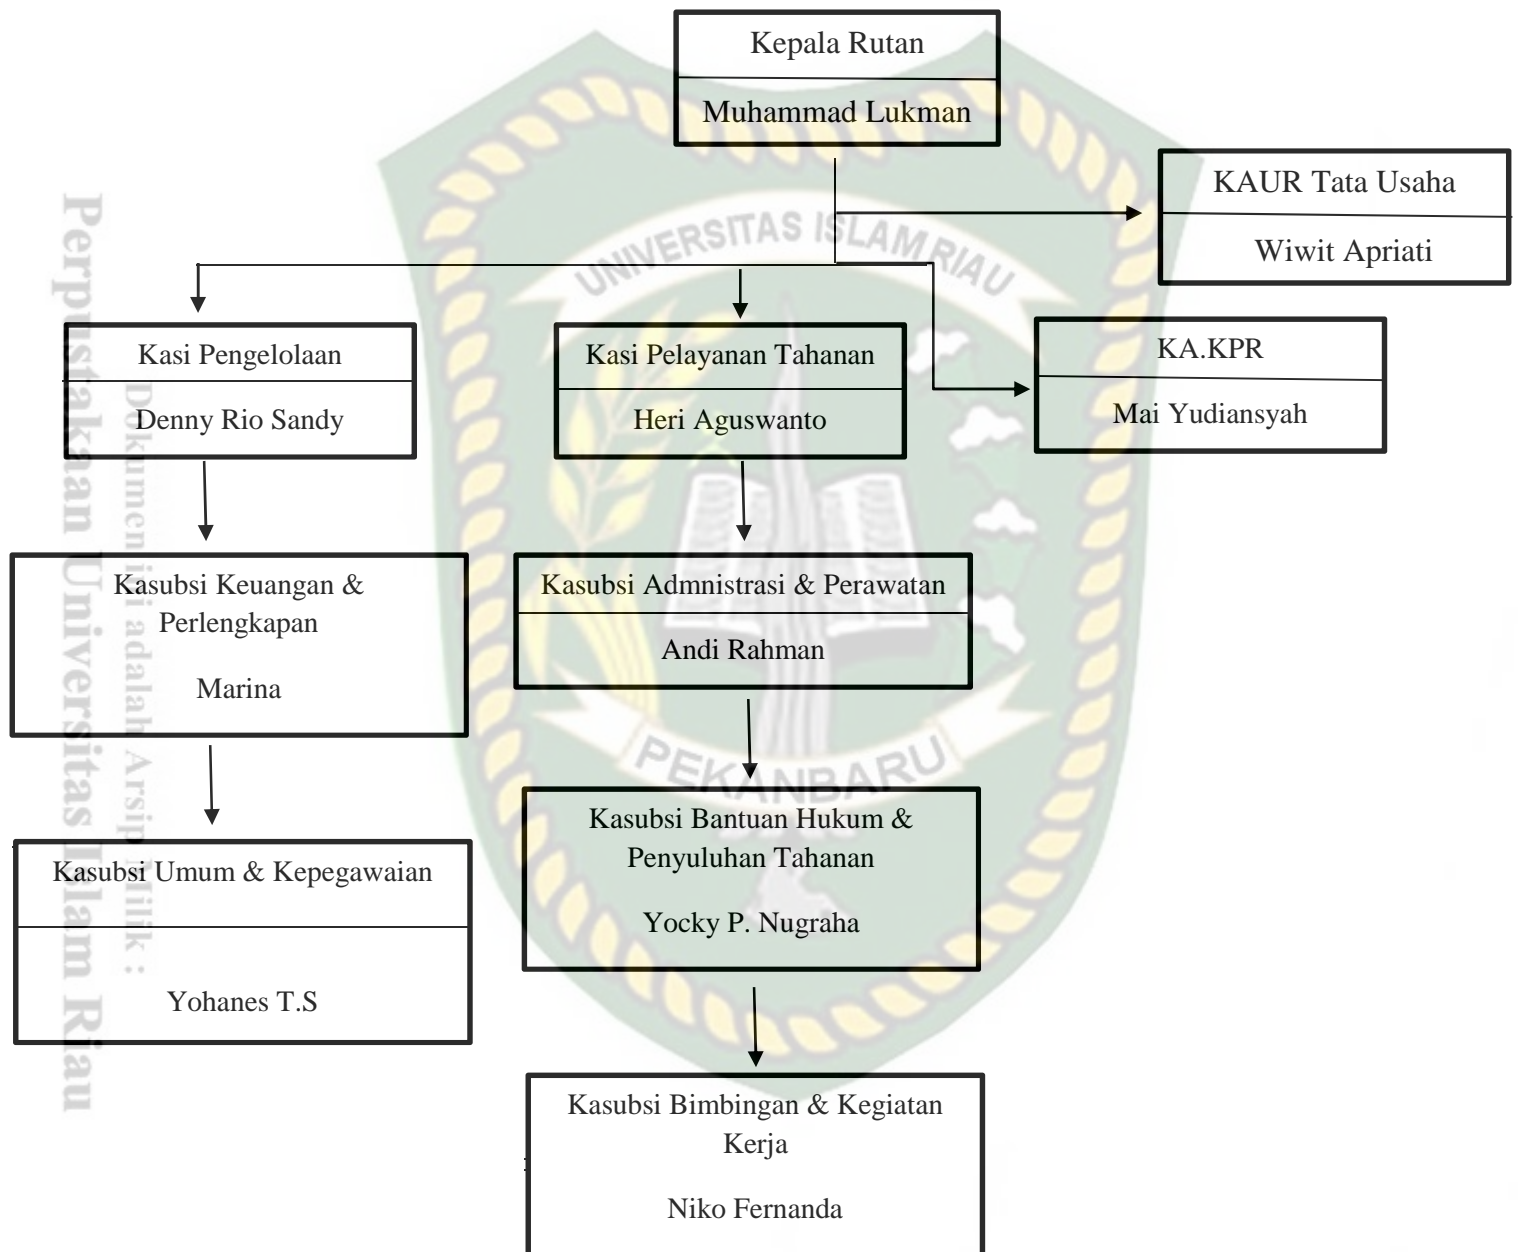 Kepala Rutan
Muhammad Lukman
KAUR Tata Usaha
Wiwit Apriati
UNIVERSITAS ISLAM RIAU
Kasi Pengelolaan
Denny Rio Sandy
Kasi Pelayanan Tahanan
Heri Aguswanto
KA.KPR
Mai Yudiansyah
Kasubsi Keuangan &
Perlengkapan
Marina
Kasubsi Admnistrasi & Perawatan
Andi Rahman
PEKANBARU
Kasubsi Umum & Kepegawaian
Yohanes T.S
Kasubsi Bantuan Hukum &
Penyuluhan Tahanan
Yocky P. Nugraha
Kasubsi Bimbingan & Kegiatan
Kerja
Niko Fernanda
Perpustakaan Universitas Islam Riau
Dokumen ini adalah Arsip Milik :